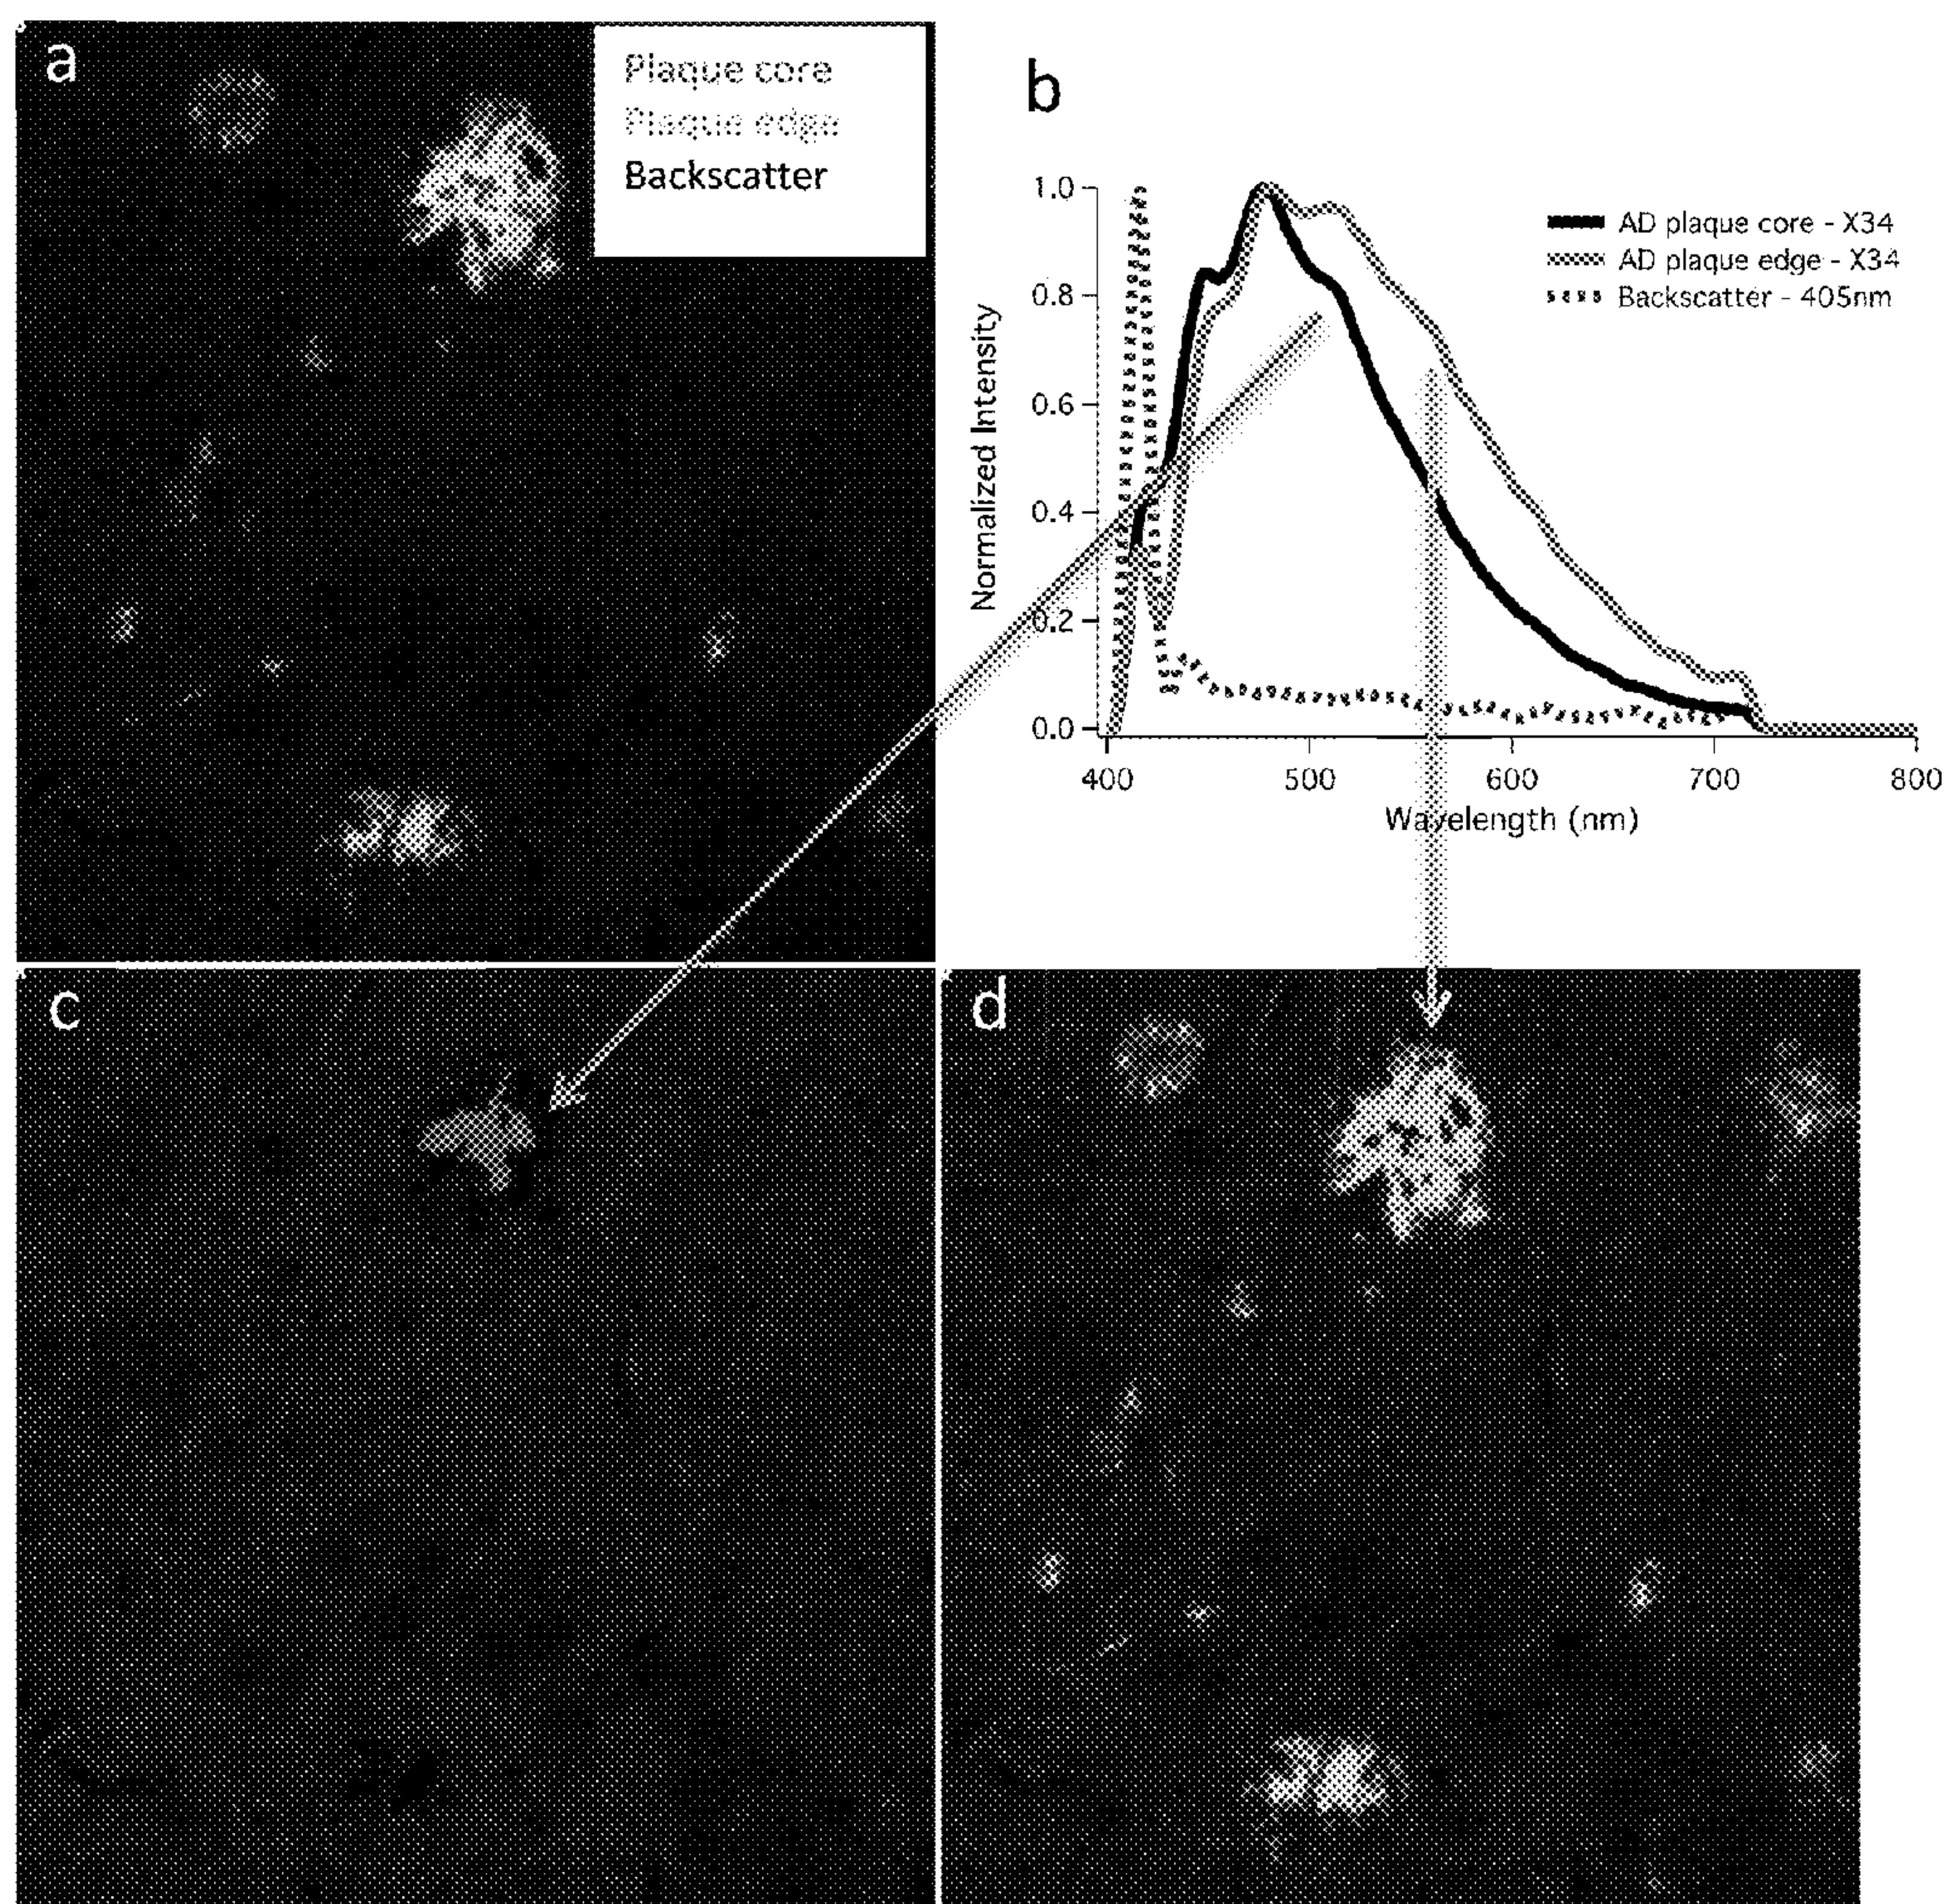 a
Plaque core
Plaque edge
Backscatter
b
1.0
0.8
0.6
0.4
0.2
0.0
Normalized Intensity
AD plaque core - X34
AD plaque edge - X34
Backscatter - 405nm
400 500 600 700 800
Wavelength (nm)
c
d